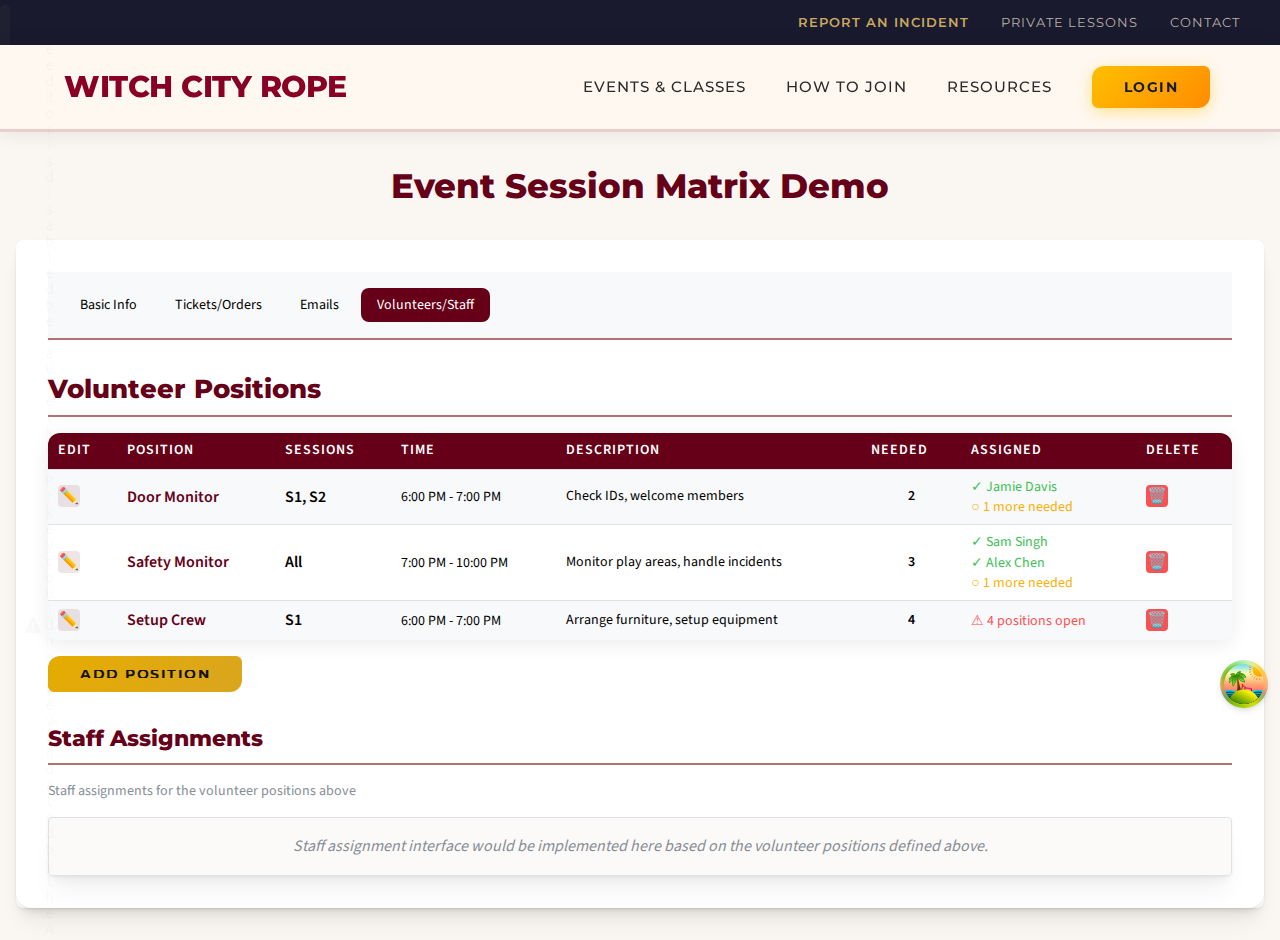 REPORT AN INCIDENT PRIVATE LESSONS CONTACT
WITCH CITY ROPE EVENTS & CLASSES HOW TO JOIN RESOURCES LOGIN
Event Session Matrix Demo
Basic Info Tickets/Orders Emails Volunteers/Staff
Volunteer Positions
EDIT POSITION SESSIONS TIME DESCRIPTION NEEDED ASSIGNED DELETE
Door Monitor S1, S2 6:00 PM - 7:00 PM Check IDs, welcome members 2 ✓ Jamie Davis
○ 1 more needed
Safety Monitor All 7:00 PM - 10:00 PM Monitor play areas, handle incidents 3 ✓ Sam Singh
✓ Alex Chen
○ 1 more needed
Setup Crew S1 6:00 PM - 7:00 PM Arrange furniture, setup equipment 4 ⚠ 4 positions open
ADD POSITION
Staff Assignments
Staff assignments for the volunteer positions above
Staff assignment interface would be implemented here based on the volunteer positions defined above.